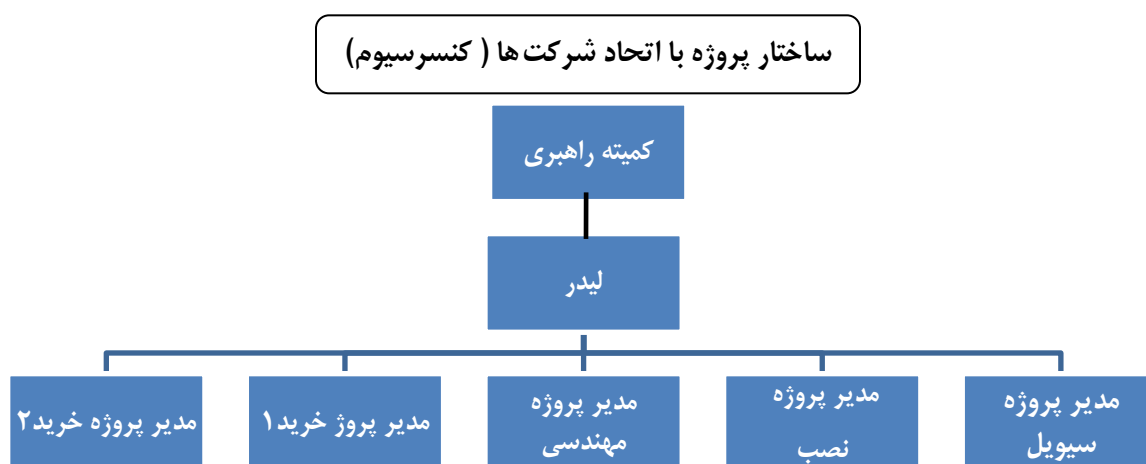 ساختار پروژه با اتحاد شرکت ها ( کنسرسیوم)
کمیته راهبری
لیدر
مدیر پروژه
سیویل
مدیر پروژه
نصب
مدیر پروژه
مهندسی
مدیر پروژ خرید۱
مدیر پروژه خرید۲